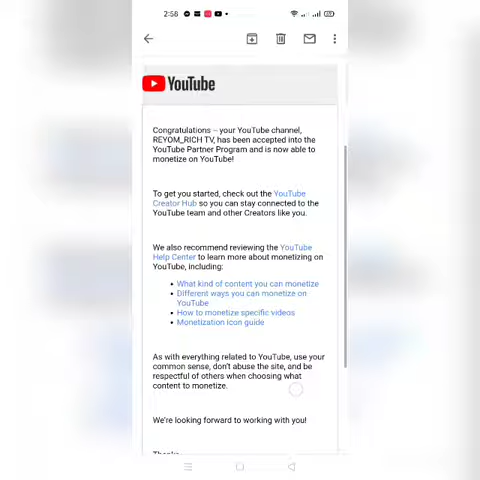 2:58
YouTube
Congratulations – your YouTube channel,
REYOM_RICH TV, has been accepted into the
YouTube Partner Program and is now able to
monetize on YouTube!
To get you started, check out the YouTube
Creator Hub so you can stay connected to the
YouTube team and other Creators like you.
We also recommend reviewing the YouTube
Help Center to learn more about monetizing on
YouTube, including:
• What kind of content you can monetize
• Different ways you can monetize on
YouTube
• How to monetize specific videos
• Monetization icon guide
As with everything related to YouTube, use your
common sense, don't abuse the site, and be
respectful of others when choosing what
content to monetize.
We're looking forward to working with you!
Thanks